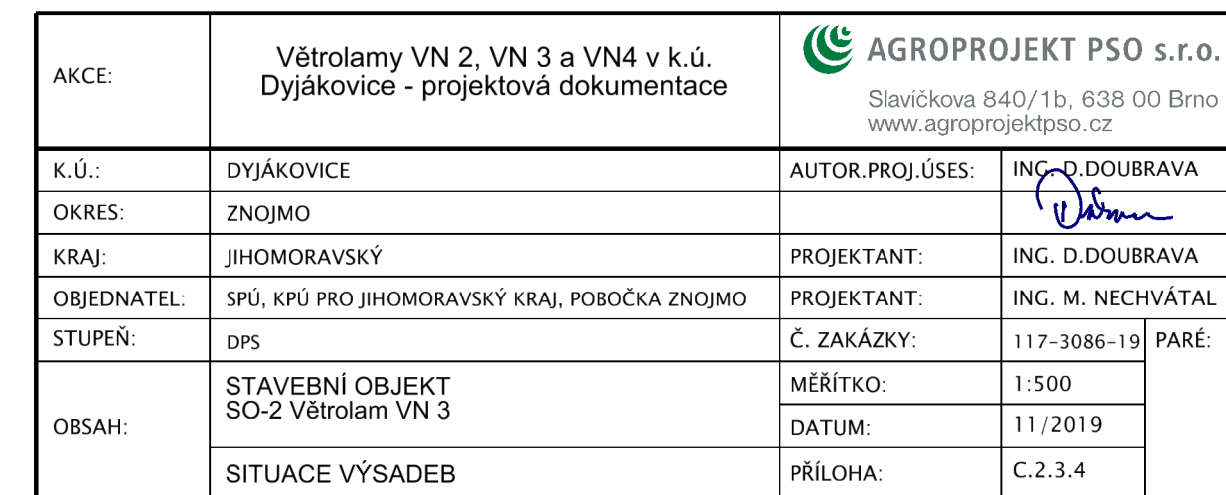 AKCE:
Větrolamy VN 2, VN 3 a VN4 v k.ú.
Dyjákovice - projektová dokumentace
AGROPROJEKT PSO s.r.o.
Slavíčkova 840/1b, 638 00 Brno
www.agroprojektpso.cz
K.Ú.: DYJÁKOVICE AUTOR.PROJ.ÚSES: ING. D.DOUBRAVA
OKRES: ZNOJMO
KRAJ: JIHOMORAVSKÝ PROJEKTANT: ING. D.DOUBRAVA
OBJEDNATEL: SPÚ, KPÚ PRO JIHOMORAVSKÝ KRAJ, POBOČKA ZNOJMO PROJEKTANT: ING. M. NECHVÁTAL
STUPEŇ: DPS Č. ZAKÁZKY: 117-3086-19 PARÉ:
OBSAH:
STAVEBNÍ OBJEKT
SO-2 Větrolam VN 3
MĚŘÍTKO: 1:500
DATUM: 11/2019
SITUACE VÝSADEB PŘÍLOHA: C.2.3.4